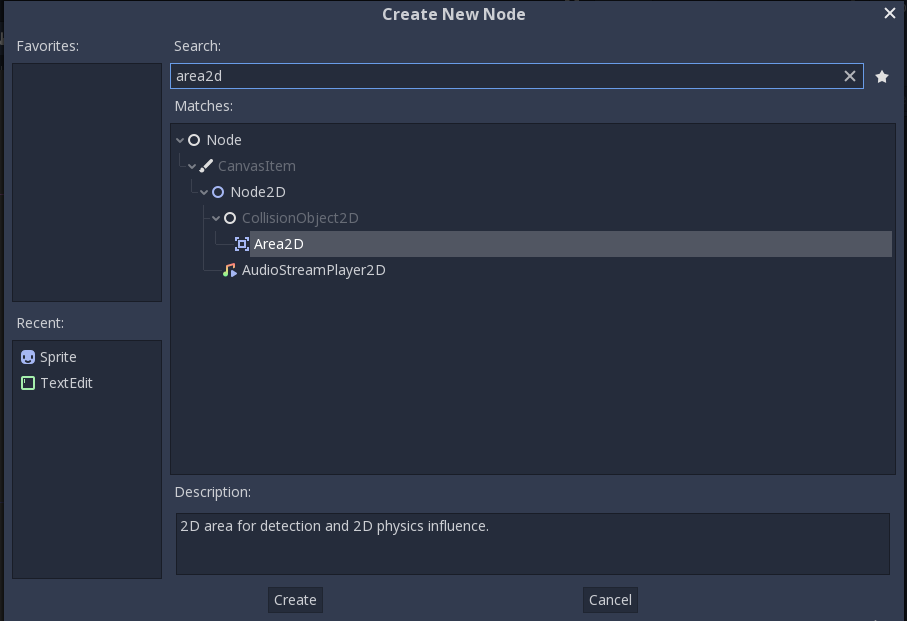 Create New Node
Favorites:
Search:
area2d
Matches:
Node
CanvasItem
Node2D
CollisionObject2D
Area2D
AudioStreamPlayer2D
Recent:
Sprite
TextEdit
Description:
2D area for detection and 2D physics influence.
Create
Cancel